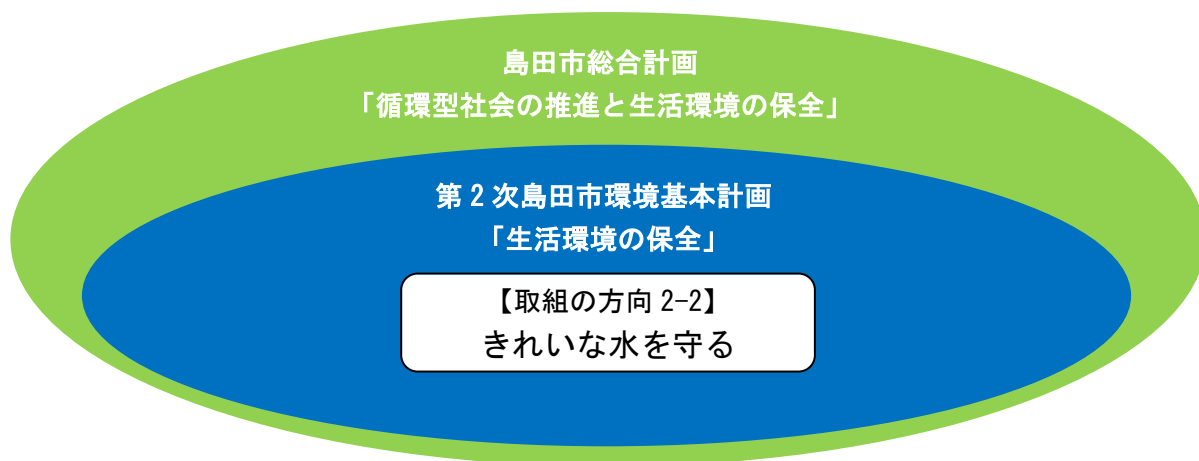 島田市総合計画
「循環型社会の推進と生活環境の保全」
第2次島田市環境基本計画
「生活環境の保全」
【取組の方向 2-2】
きれいな水を守る